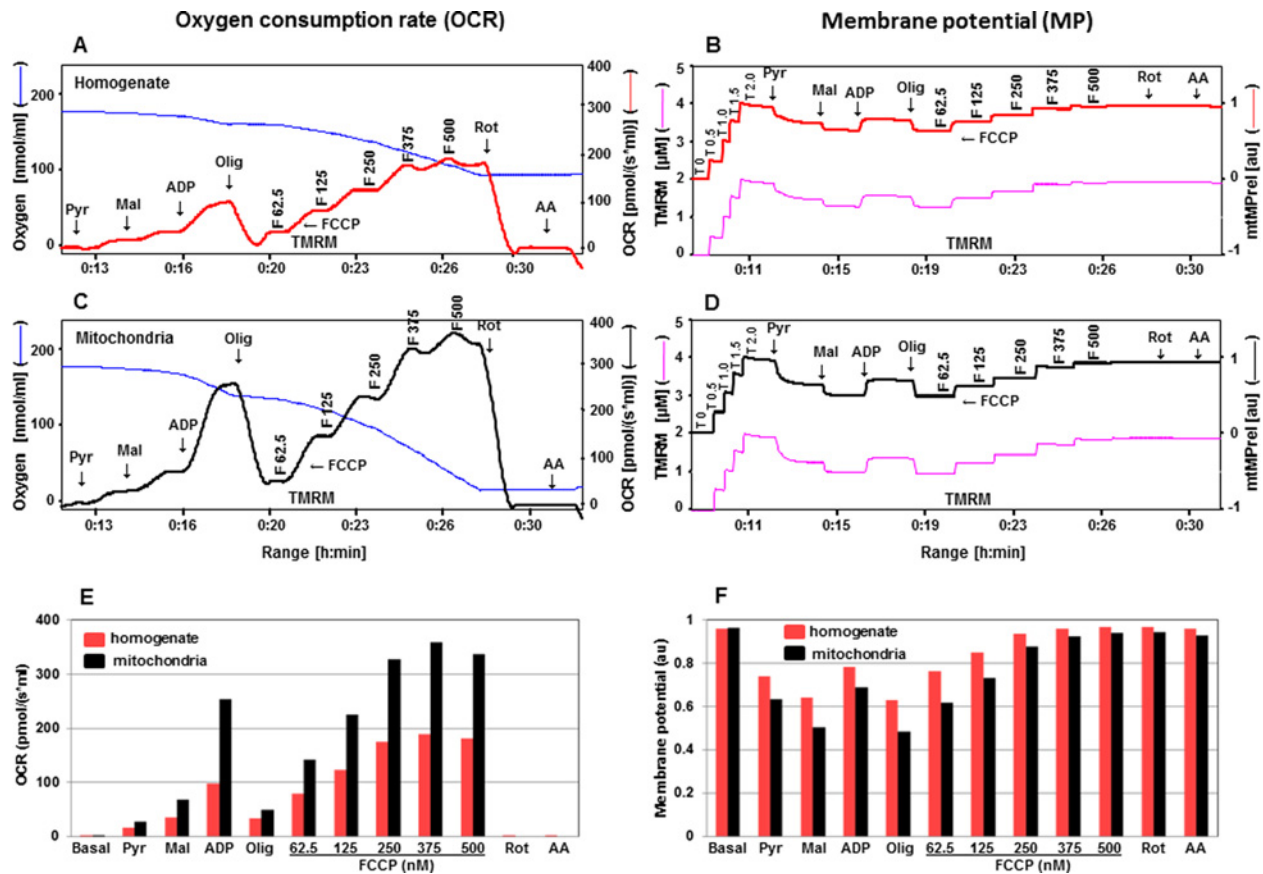 Oxygen consumption rate (OCR)
Membrane potential (MP)
A
Homogenate
Oxygen [nmol/ml] ( )
OCR [pmol/(s*ml)] ( )
200
100
0
400
300
200
100
0
Pyr
Mal
ADP
Olig
F 62.5
F 125
F 250
F 375
F 500
Rot
AA
← FCCP
TMRM
0:13 0:16 0:20 0:23 0:26 0:30
B
TMRM [µM] ( )
mtMPrel [au] ( )
5
4
3
2
1
0
1
0
-1
T 0
T 0.5
T 1.0
T 1.5
T 2.0
Pyr
Mal
ADP
Olig
F 62.5
F 125
F 250
F 375
F 500
Rot
AA
← FCCP
TMRM
0:11 0:15 0:19 0:23 0:26 0:30
C
Mitochondria
Oxygen [nmol/ml] ( )
OCR [pmol/(s*ml)] ( )
200
100
0
400
300
200
100
0
Pyr
Mal
ADP
Olig
F 62.5
F 125
F 250
F 375
F 500
Rot
AA
← FCCP
TMRM
0:13 0:16 0:20 0:23 0:26 0:30
Range [h:min]
D
TMRM [µM] ( )
mtMPrel [au] ( )
5
4
3
2
1
0
1
0
-1
T 0
T 0.5
T 1.0
T 1.5
T 2.0
Pyr
Mal
ADP
Olig
F 62.5
F 125
F 250
F 375
F 500
Rot
AA
← FCCP
TMRM
0:11 0:15 0:19 0:23 0:26 0:30
Range [h:min]
E
OCR (pmol/(s*ml)
400
300
200
100
0
homogenate
mitochondria
Basal Pyr Mal ADP Olig 62.5 125 250 375 500 Rot AA
FCCP (nM)
F
Membrane potential (au)
1
0.8
0.6
0.4
0.2
0
homogenate
mitochondria
Basal Pyr Mal ADP Olig 62.5 125 250 375 500 Rot AA
FCCP (nM)